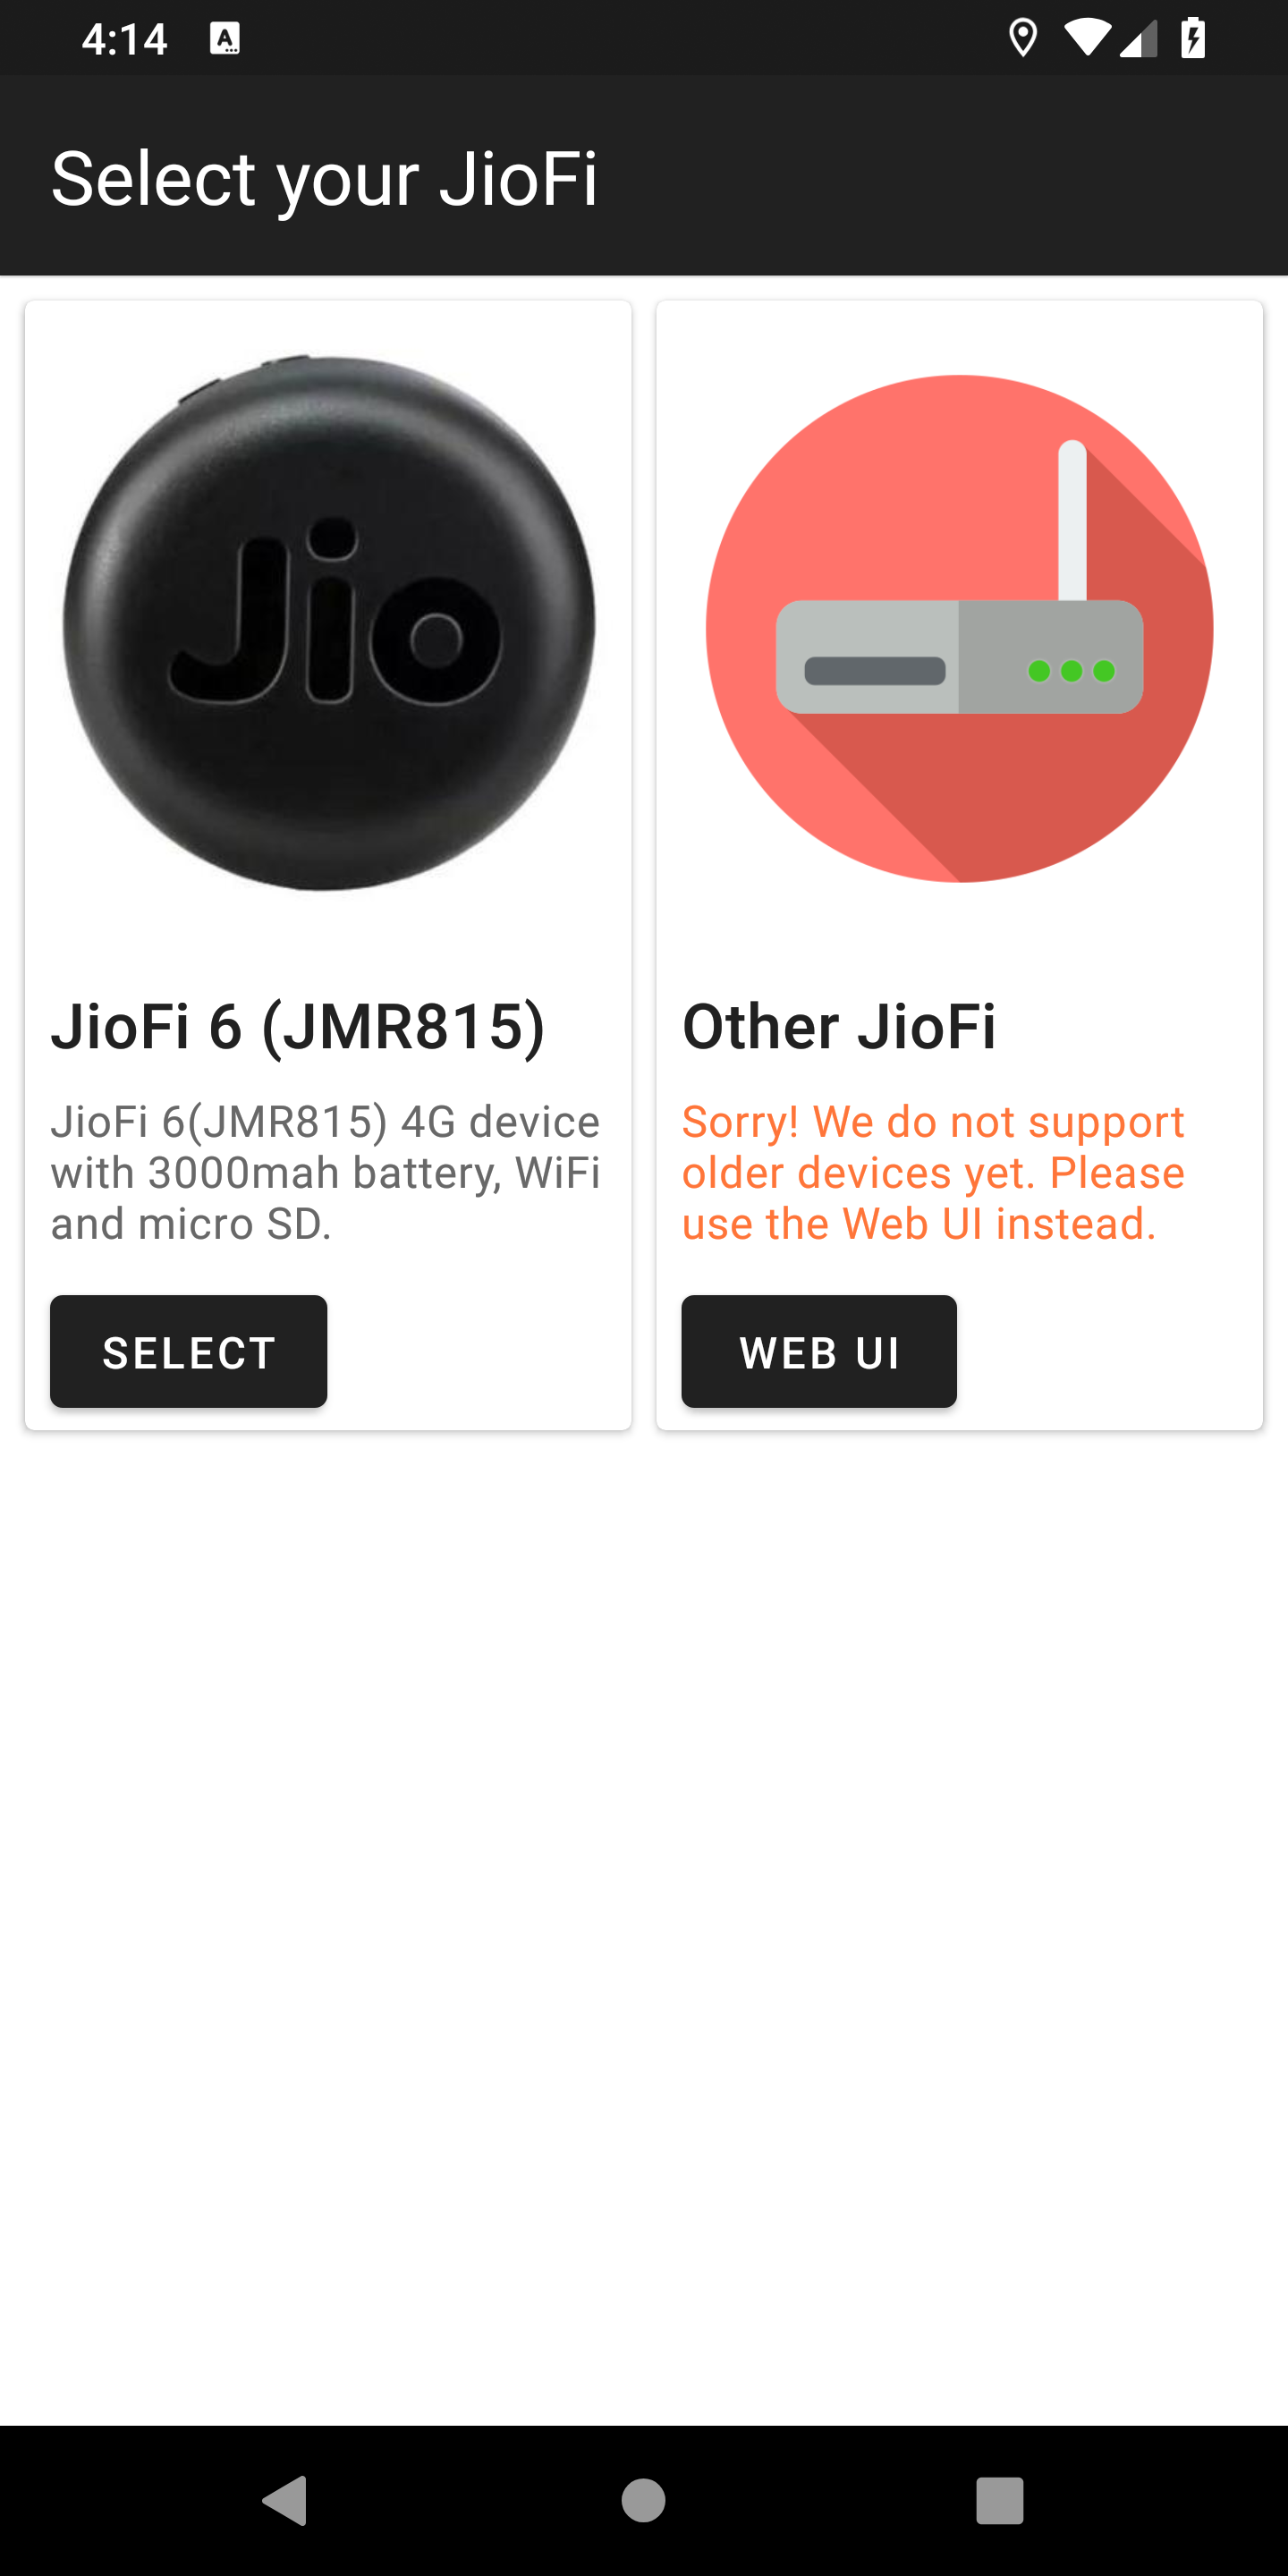 4:14
Select your JioFi
Jio
JioFi 6 (JMR815)
JioFi 6(JMR815) 4G device
with 3000mah battery, WiFi
and micro SD.
SELECT
Other JioFi
Sorry! We do not support
older devices yet. Please
use the Web UI instead.
WEB UI